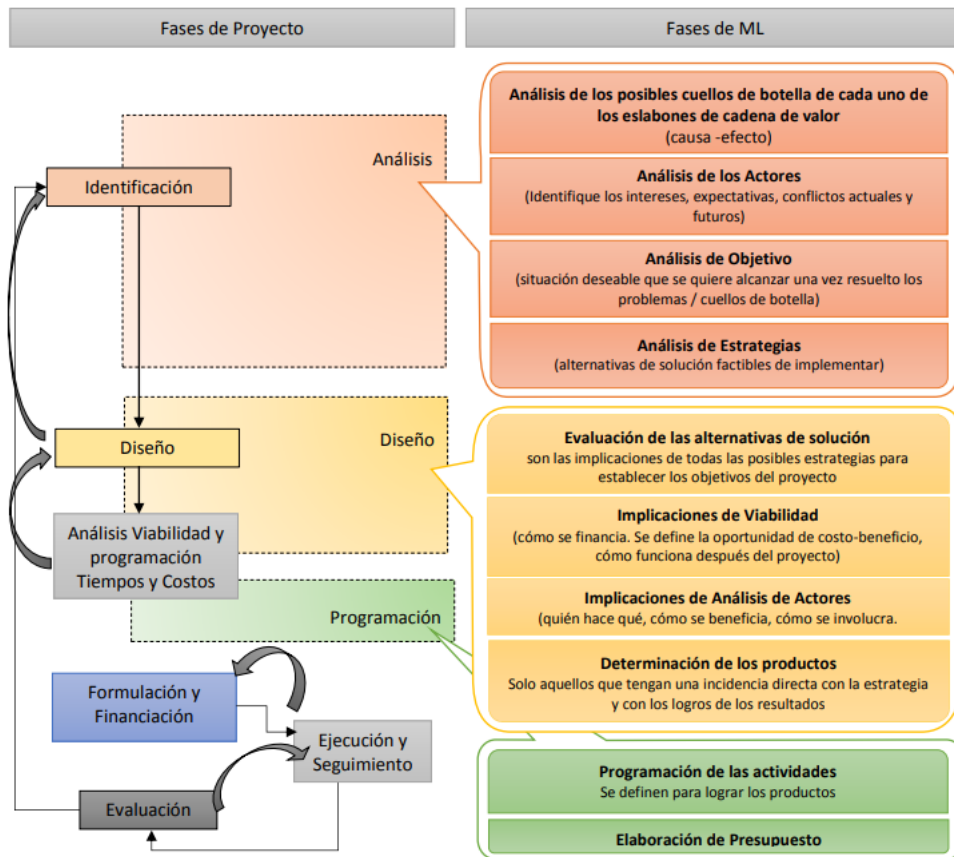 Fases de Proyecto
Fases de ML
Identificación
Análisis
Diseño
Diseño
Análisis Viabilidad y
programación
Tiempos y Costos
Programación
Formulación y
Financiación
Ejecución y
Seguimiento
Evaluación
Análisis de los posibles cuellos de botella de cada uno de
los eslabones de cadena de valor
(causa -efecto)
Análisis de los Actores
(Identifique los intereses, expectativas, conflictos actuales y
futuros)
Análisis de Objetivo
(situación deseable que se quiere alcanzar una vez resuelto los
problemas / cuellos de botella)
Análisis de Estrategias
(alternativas de solución factibles de implementar)
Evaluación de las alternativas de solución
son las implicaciones de todas las posibles estrategias para
establecer los objetivos del proyecto
Implicaciones de Viabilidad
(cómo se financia. Se define la oportunidad de costo-beneficio,
cómo funciona después del proyecto)
Implicaciones de Análisis de Actores
(quién hace qué, cómo se beneficia, cómo se involucra.
Determinación de los productos
Solo aquellos que tengan una incidencia directa con la estrategia
y con los logros de los resultados
Programación de las actividades
Se definen para lograr los productos
Elaboración de Presupuesto